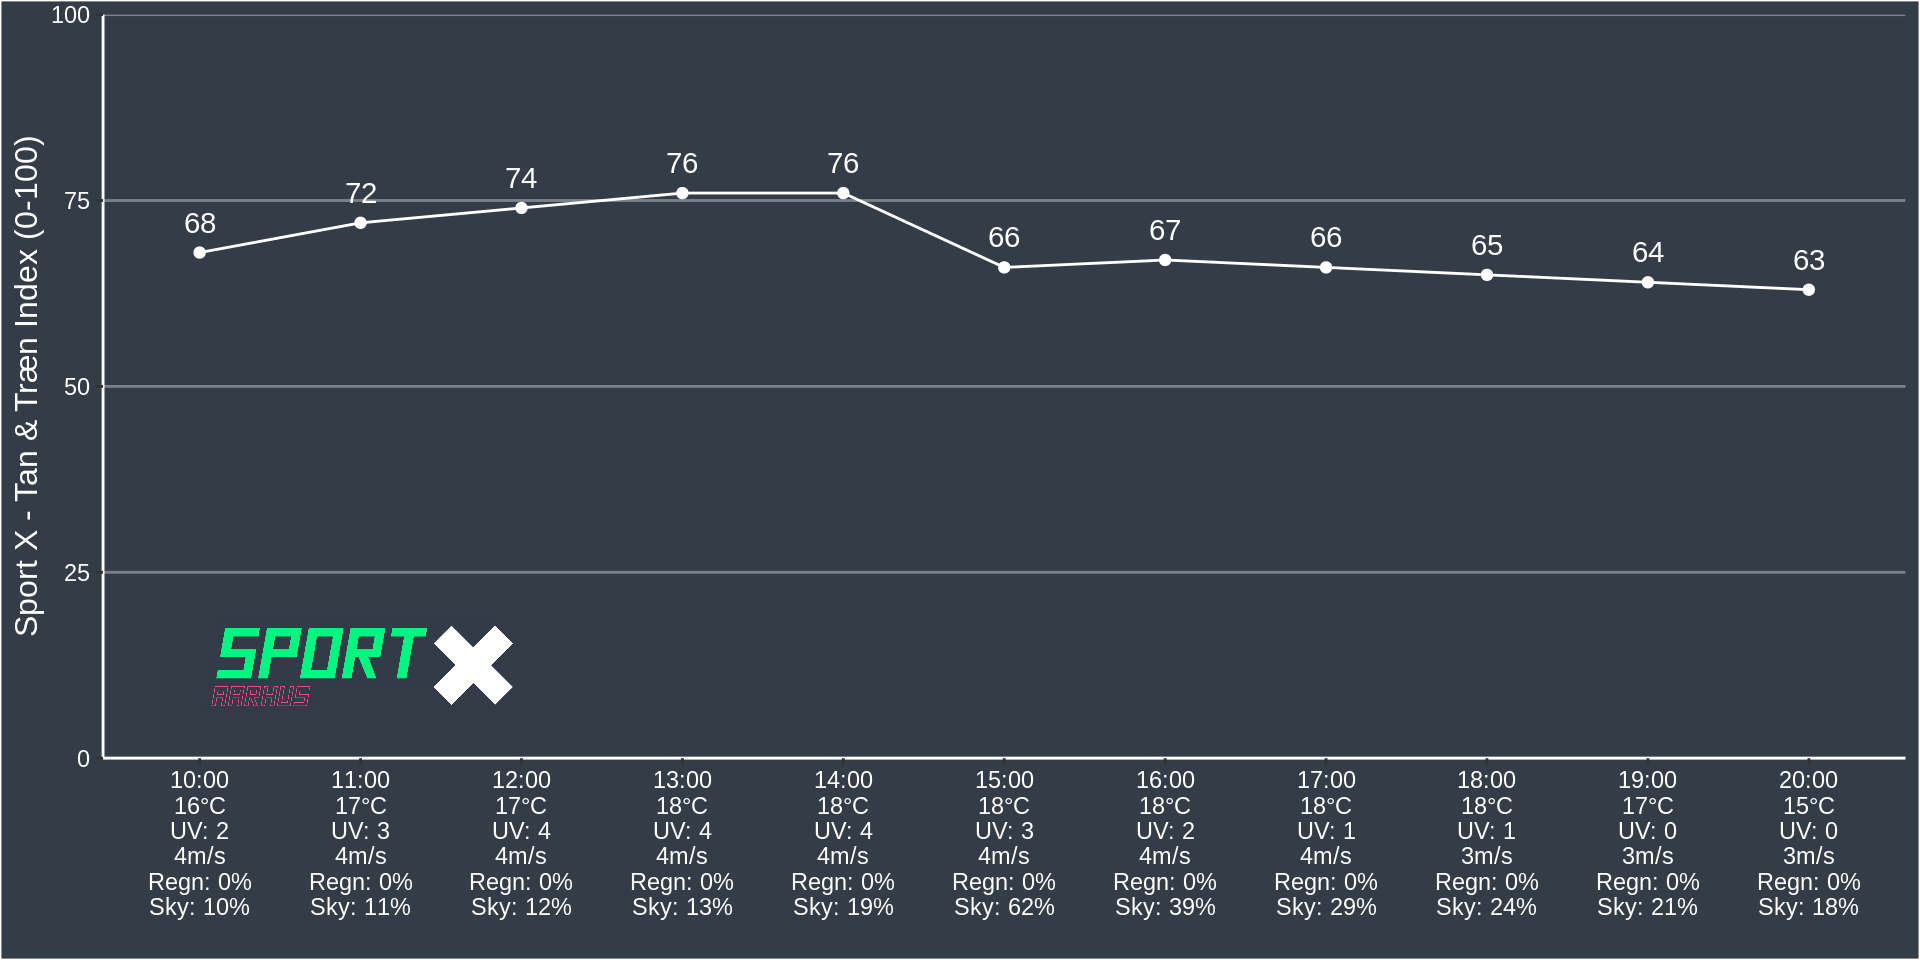 Sport X - Tan & Træn Index (0-100)
100
75
50
25
0
68
72
74
76
76
66
67
66
65
64
63
SPORT X
AARHUS
10:00 11:00 12:00 13:00 14:00 15:00 16:00 17:00 18:00 19:00 20:00
16°C 17°C 17°C 18°C 18°C 18°C 18°C 18°C 18°C 17°C 15°C
UV: 2 UV: 3 UV: 4 UV: 4 UV: 4 UV: 3 UV: 2 UV: 1 UV: 1 UV: 0 UV: 0
4m/s 4m/s 4m/s 4m/s 4m/s 4m/s 4m/s 4m/s 3m/s 3m/s 3m/s
Regn: 0% Regn: 0% Regn: 0% Regn: 0% Regn: 0% Regn: 0% Regn: 0% Regn: 0% Regn: 0% Regn: 0% Regn: 0%
Sky: 10% Sky: 11% Sky: 12% Sky: 13% Sky: 19% Sky: 62% Sky: 39% Sky: 29% Sky: 24% Sky: 21% Sky: 18%